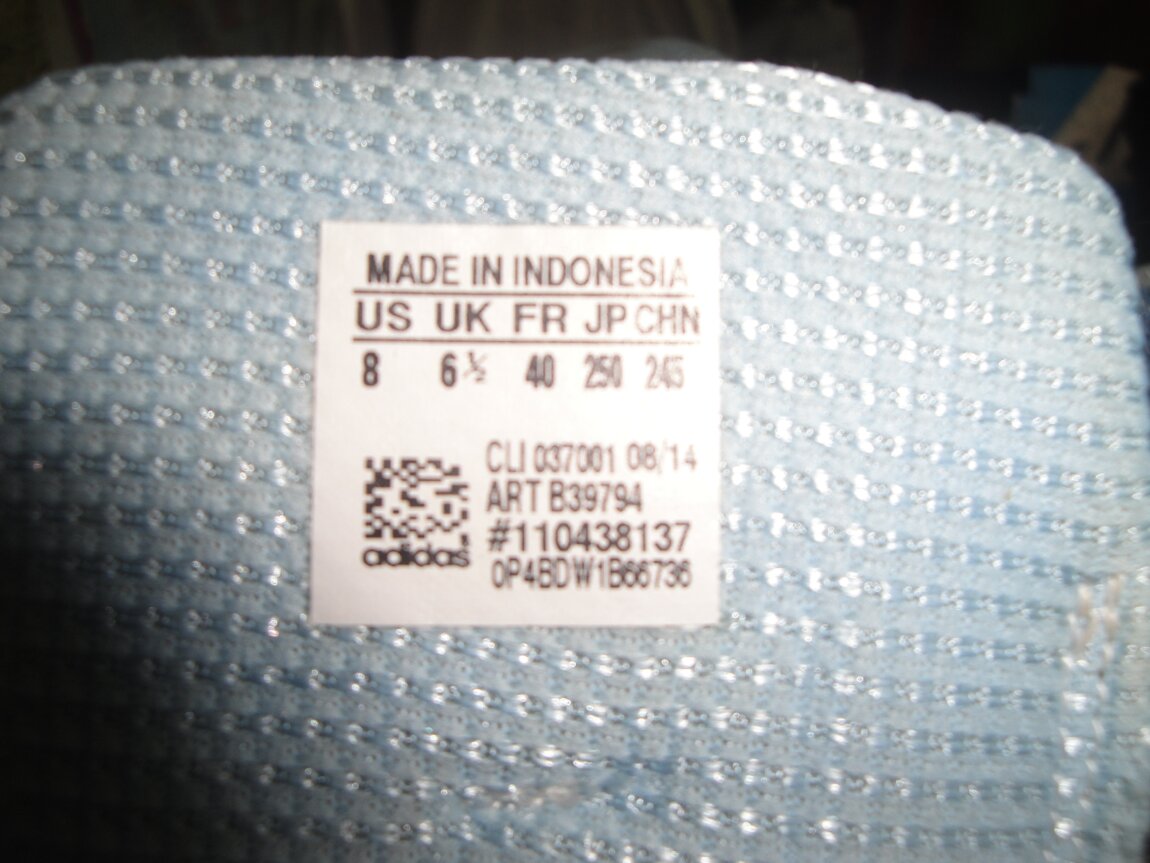 MADE IN INDONESIA
US UK FR JP CHN
8 6½ 40 250 245
CLI 037001 08/14
ART B39794
#110438137
adidas 0P4BDW1B66736